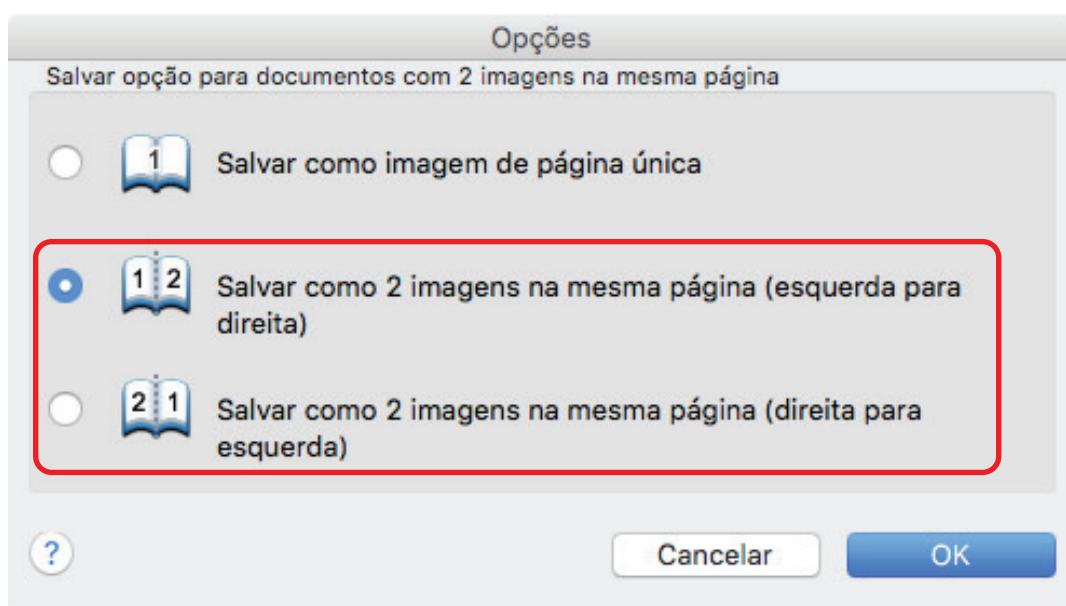 Opções
Salvar opção para documentos com 2 imagens na mesma página
1
Salvar como imagem de página única
1 2
Salvar como 2 imagens na mesma página (esquerda para
direita)
2 1
Salvar como 2 imagens na mesma página (direita para
esquerda)
?
Cancelar
OK